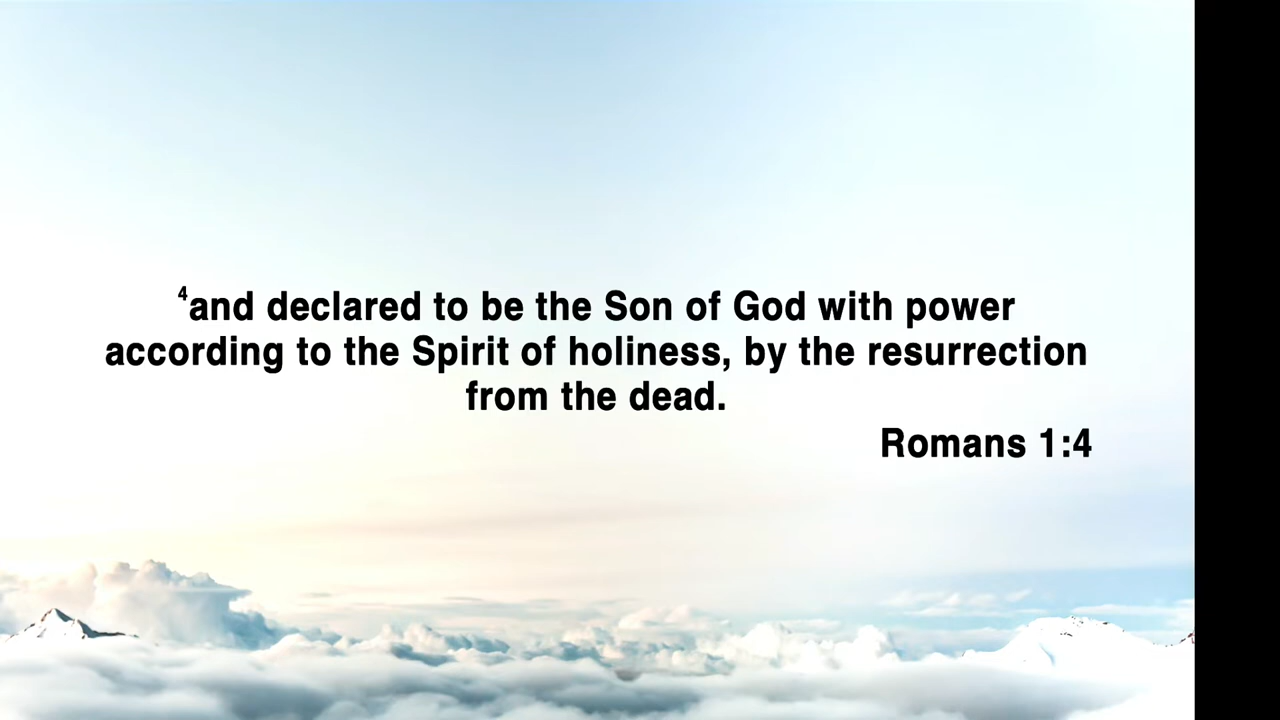 ⁴and declared to be the Son of God with power
according to the Spirit of holiness, by the resurrection
from the dead.
Romans 1:4